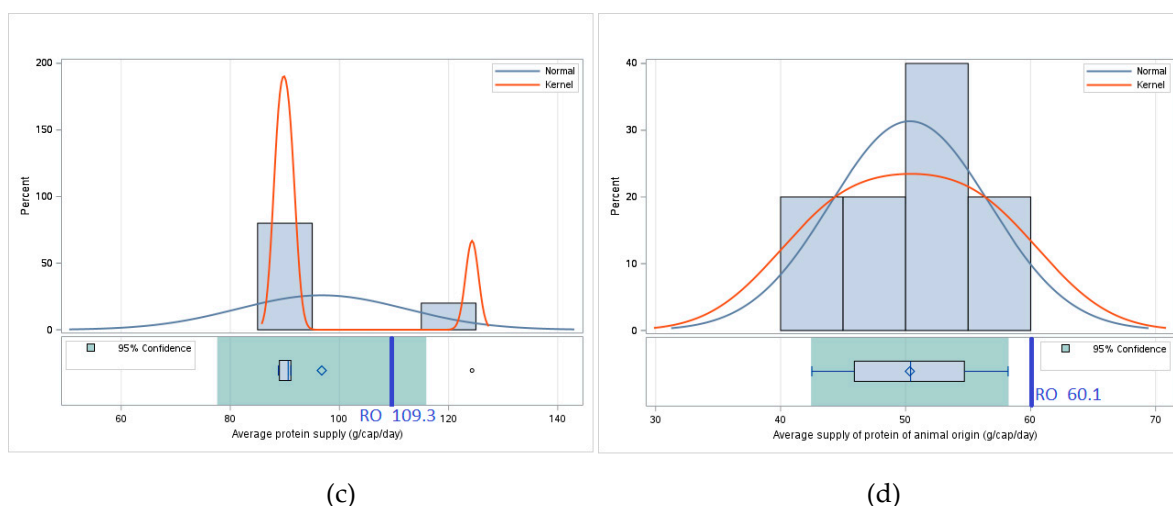 200
150
100
50
0
Percent
Normal
Kernel
95% Confidence
RO 109.3
60
80
100
120
140
Average protein supply (g/cap/day)
(c)
40
30
20
10
0
Percent
Normal
Kernel
95% Confidence
RO 60.1
30
40
50
60
70
Average supply of protein of animal origin (g/cap/day)
(d)